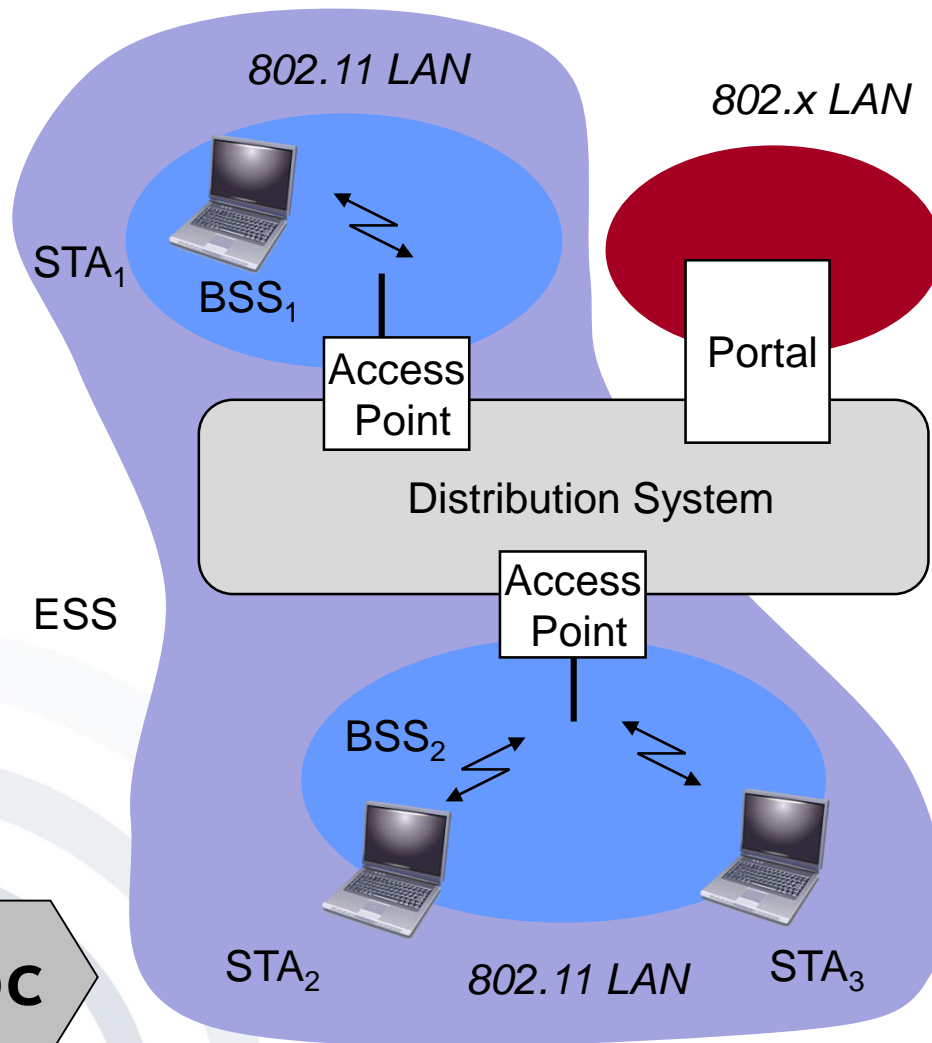 802.11 LAN
802.x LAN
STA₁
BSS₁
Access
Point
Portal
Distribution System
Access
Point
ESS
BSS₂
STA₂
802.11 LAN
STA₃